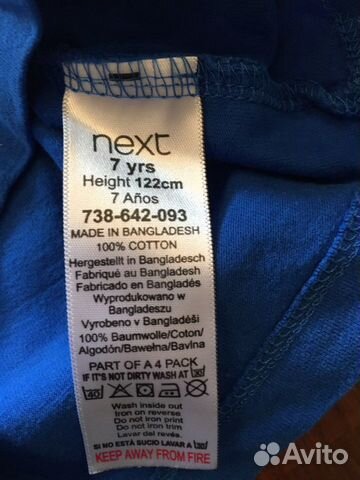 next
7 yrs
Height 122cm
7 Años
738-642-093
MADE IN BANGLADESH
100% COTTON
Hergestellt in Bangladesch
Fabriqué au Bangladesh
Fabricado en Bangladés
Wyprodukowano w
Bangladeszu
Vyrobeno v Bangladéši
100% Baumwolle/Coton/
Algodón/Bawełna/Bavlna
PART OF A 4 PACK
IF IT'S NOT DIRTY WASH AT 30
40
Wash inside out
Iron on reverse
Do not iron print
Do not iron trim
Lavar del revés.
SI NO ESTÁ SUCIO LAVAR A 30
KEEP AWAY FROM FIRE
Avito